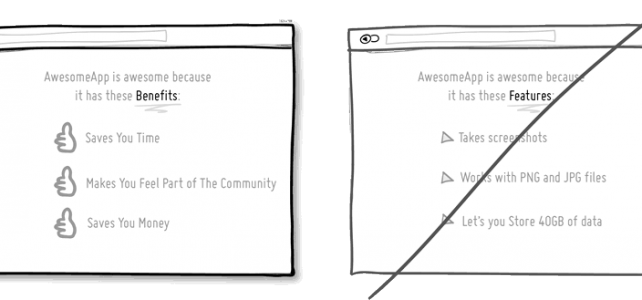 AwesomeApp is awesome because
it has these Benefits:
Saves You Time
Makes You Feel Part of The Community
Saves You Money
AwesomeApp is awesome because
it has these Features:
Takes screenshots
Works with PNG and JPG files
Let's you Store 40GB of data